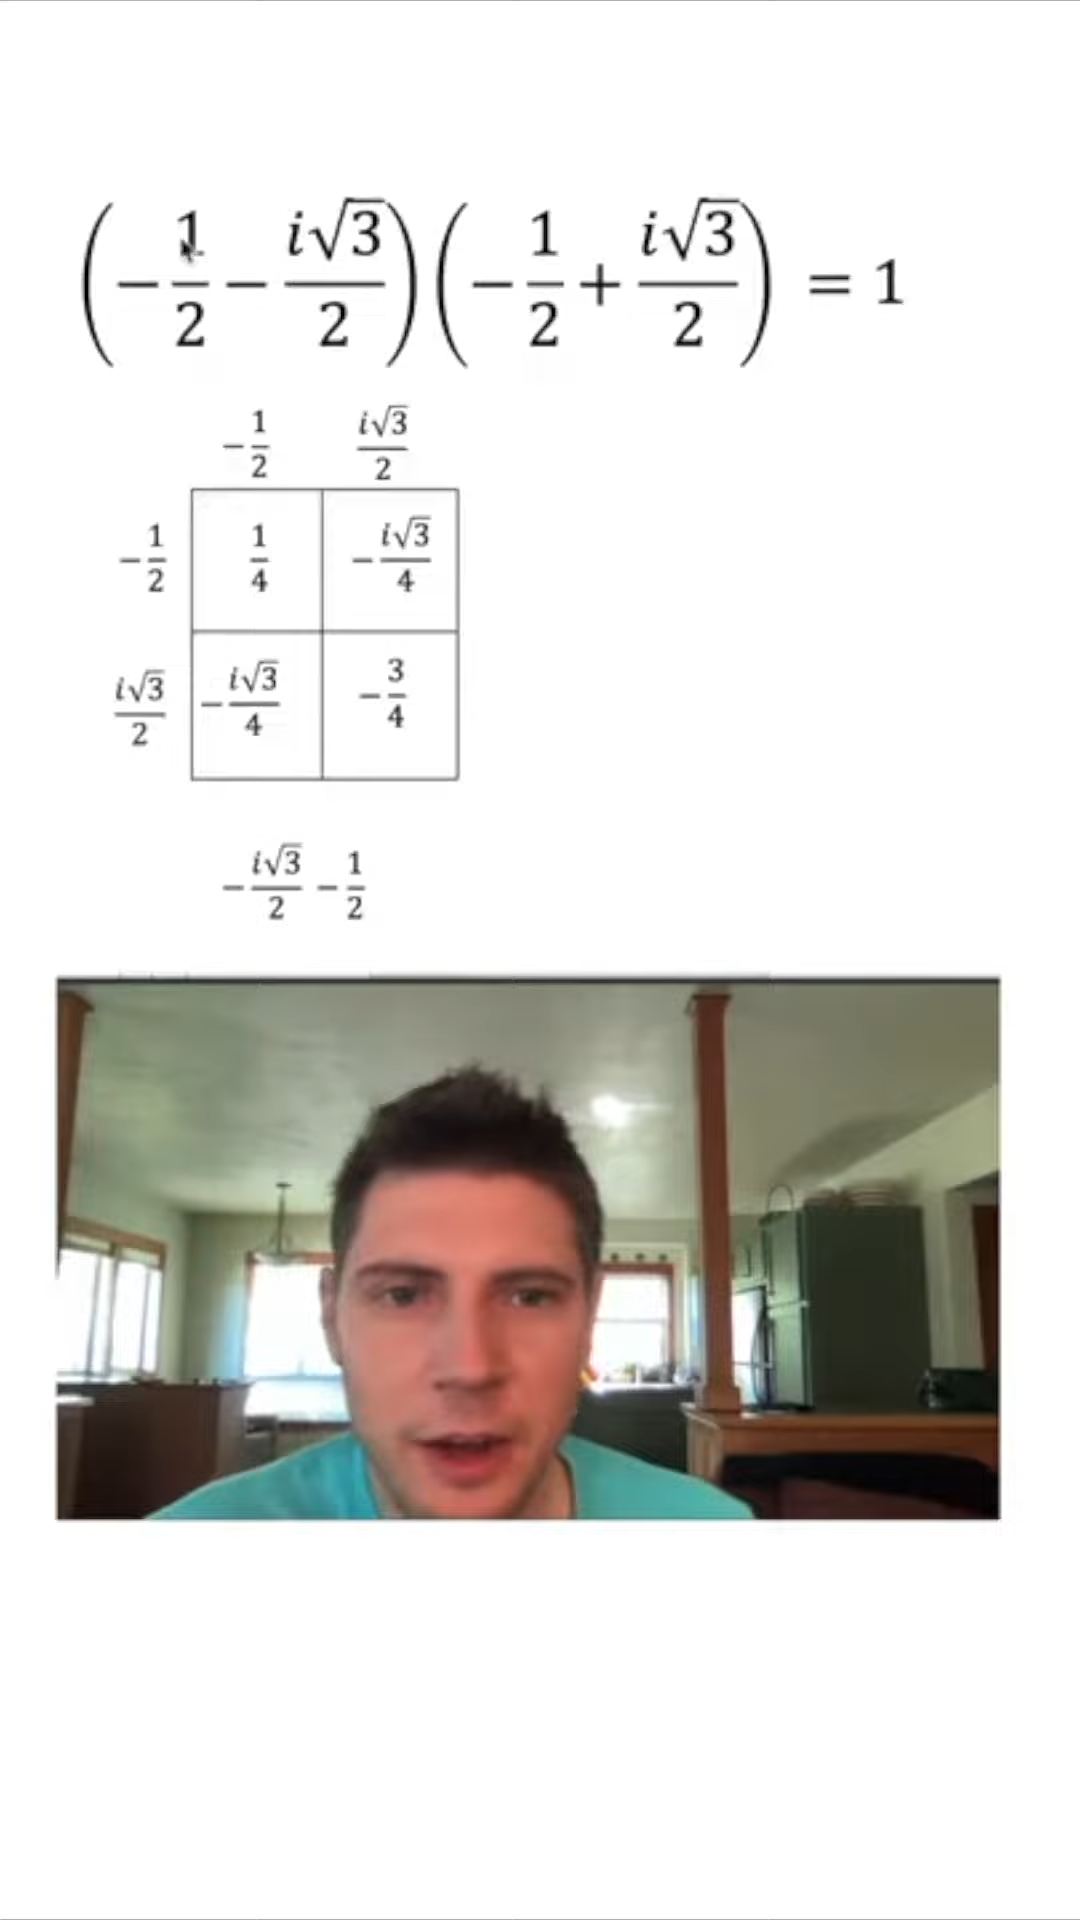 (-1/2 - i√3/2)(-1/2 + i√3/2) = 1
-1/2 i√3/2
-1/2 1/4 -i√3/4
i√3/2 -i√3/4 -3/4
-i√3/2 - 1/2